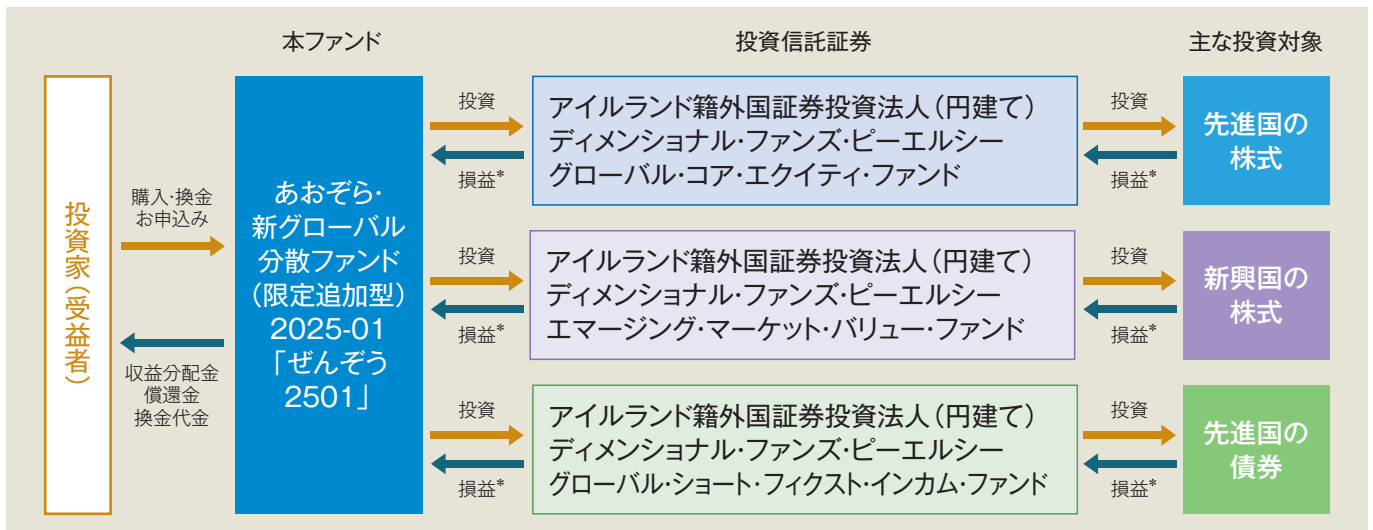 本ファンド
投資信託証券
主な投資対象
投資家（受益者）
購入・換金
お申込み
収益分配金
償還金
換金代金
あおぞら・
新グローバル
分散ファンド
（限定追加型）
2025-01
「ぜんぞう
2501」
投資
損益*
アイルランド籍外国証券投資法人（円建て）
ディメンショナル・ファンズ・ピーエルシー
グローバル・コア・エクイティ・ファンド
投資
損益*
先進国の
株式
投資
損益*
アイルランド籍外国証券投資法人（円建て）
ディメンショナル・ファンズ・ピーエルシー
エマージング・マーケット・バリュー・ファンド
投資
損益*
新興国の
株式
投資
損益*
アイルランド籍外国証券投資法人（円建て）
ディメンショナル・ファンズ・ピーエルシー
グローバル・ショート・フィクスト・インカム・ファンド
投資
損益*
先進国の
債券